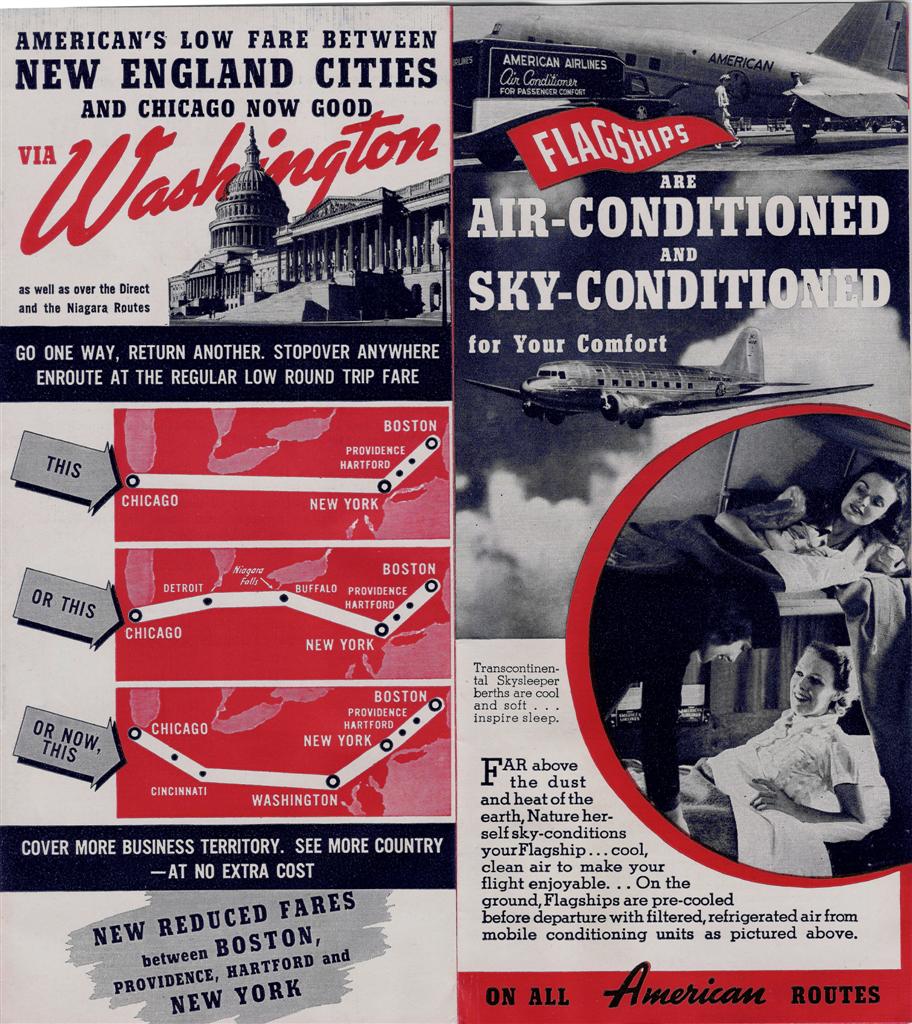 AMERICAN'S LOW FARE BETWEEN
NEW ENGLAND CITIES
AND CHICAGO NOW GOOD
VIA Washington
as well as over the Direct
and the Niagara Routes
GO ONE WAY, RETURN ANOTHER. STOPOVER ANYWHERE
ENROUTE AT THE REGULAR LOW ROUND TRIP FARE
THIS
BOSTON
PROVIDENCE
HARTFORD
CHICAGO
NEW YORK
OR THIS
BOSTON
Niagara
Falls
DETROIT
BUFFALO
PROVIDENCE
HARTFORD
CHICAGO
NEW YORK
OR NOW,
THIS
BOSTON
PROVIDENCE
HARTFORD
CHICAGO
NEW YORK
CINCINNATI
WASHINGTON
COVER MORE BUSINESS TERRITORY. SEE MORE COUNTRY
—AT NO EXTRA COST
NEW REDUCED FARES
between BOSTON,
PROVIDENCE, HARTFORD and
NEW YORK
AMERICAN AIRLINES
Air Conditioner
FOR PASSENGER COMFORT
AMERICAN
FLAGSHIPS
ARE
AIR-CONDITIONED
AND
SKY-CONDITIONED
for Your Comfort
Transcontinen-
tal Skysleeper
berths are cool
and soft . . .
inspire sleep.
FAR above
the dust
and heat of the
earth, Nature her-
self sky-conditions
your Flagship . . . cool,
clean air to make your
flight enjoyable. . . On the
ground, Flagships are pre-cooled
before departure with filtered, refrigerated air from
mobile conditioning units as pictured above.
ON ALL American ROUTES